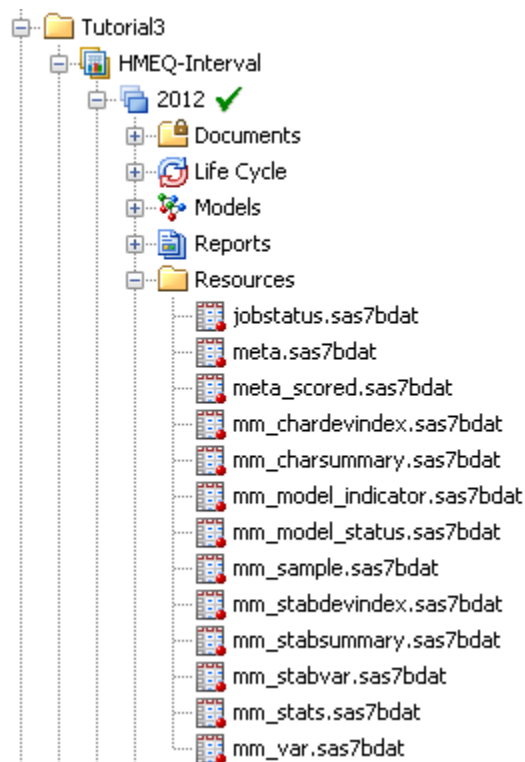 Tutorial3
HMEQ-Interval
2012
Documents
Life Cycle
Models
Reports
Resources
jobstatus.sas7bdat
meta.sas7bdat
meta_scored.sas7bdat
mm_chardevindex.sas7bdat
mm_charsummary.sas7bdat
mm_model_indicator.sas7bdat
mm_model_status.sas7bdat
mm_sample.sas7bdat
mm_stabdevindex.sas7bdat
mm_stabsummary.sas7bdat
mm_stabvar.sas7bdat
mm_stats.sas7bdat
mm_var.sas7bdat